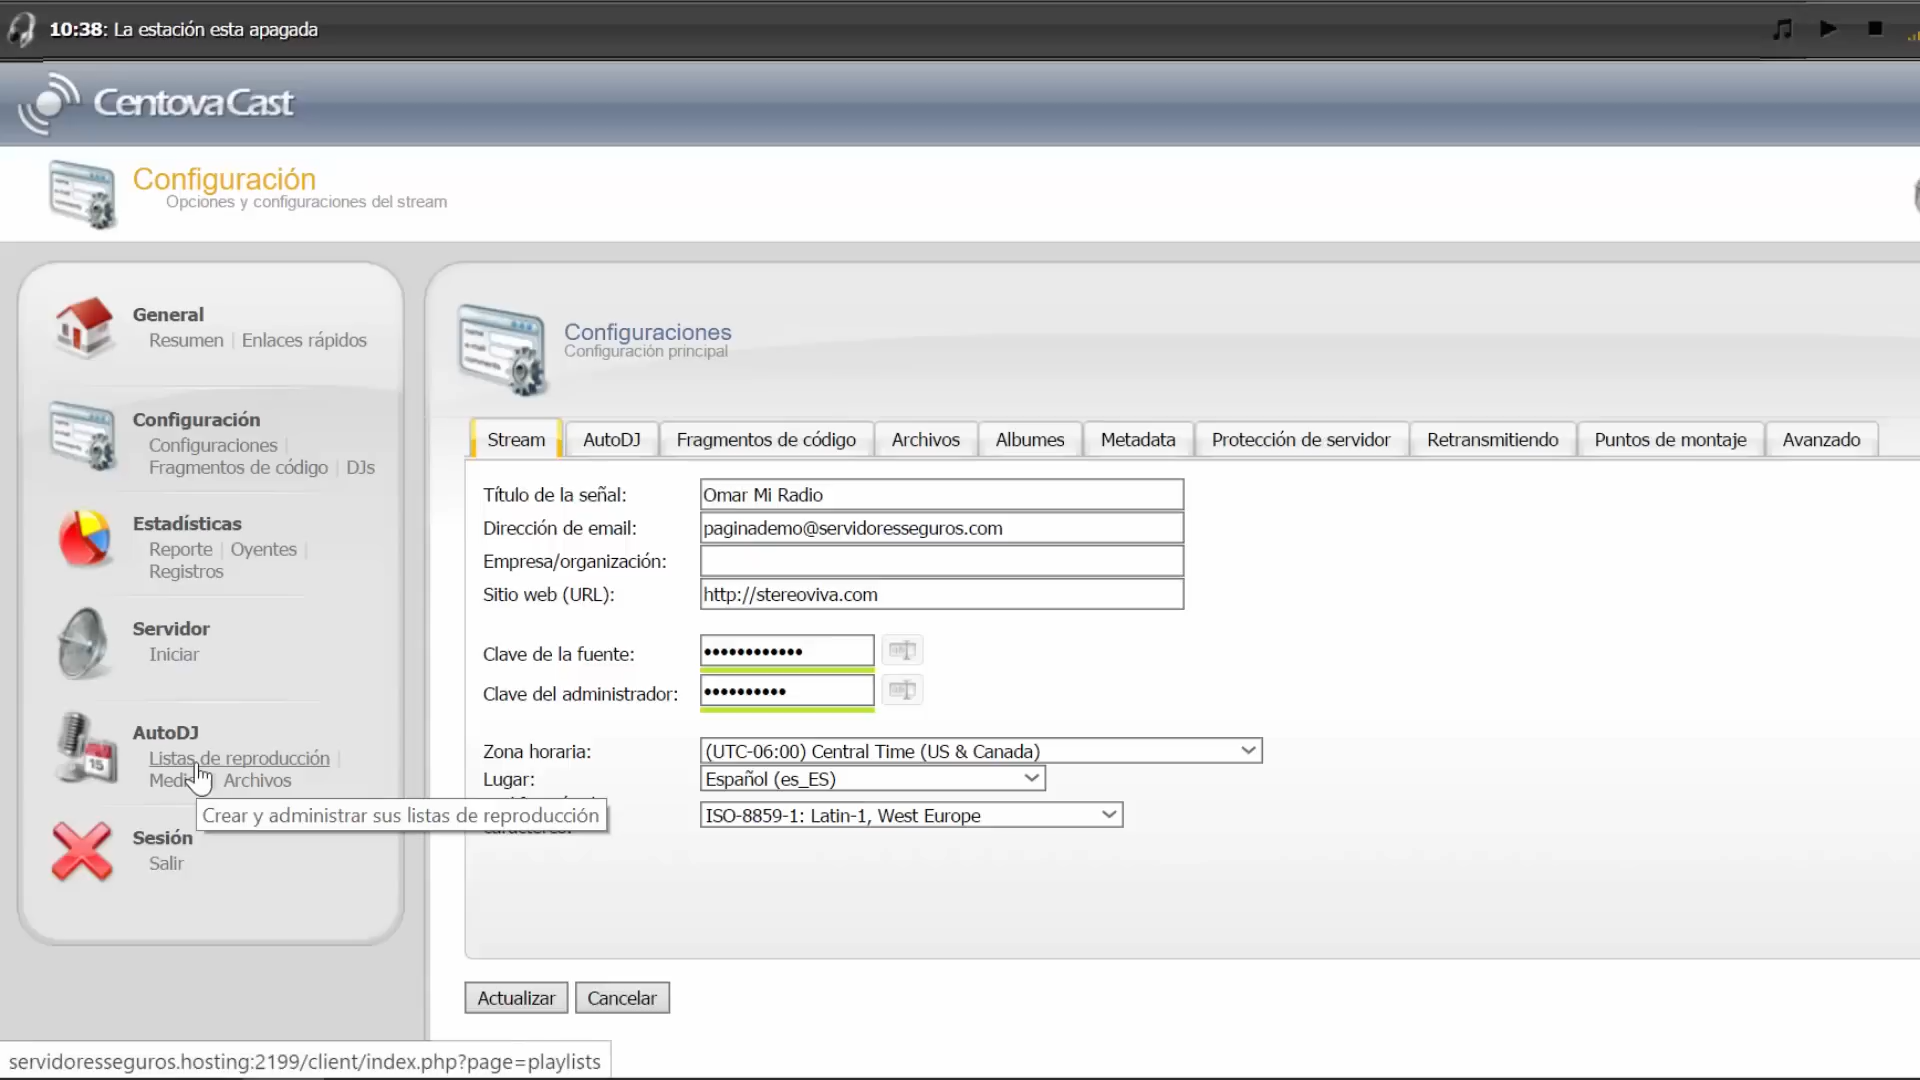 10:38: La estación esta apagada
CentovaCast
Configuración
Opciones y configuraciones del stream
General
Resumen | Enlaces rápidos
Configuración
Configuraciones |
Fragmentos de código | DJs
Estadísticas
Reporte | Oyentes |
Registros
Servidor
Iniciar
AutoDJ
Listas de reproducción |
Archivos
Crear y administrar sus listas de reproducción
Sesión
Salir
Configuraciones
Configuración principal
Stream AutoDJ Fragmentos de código Archivos Albumes Metadata Protección de servidor Retransmitiendo Puntos de montaje Avanzado
Título de la señal: Omar Mi Radio
Dirección de email: paginademo@servidoresseguros.com
Empresa/organización:
Sitio web (URL): http://stereoviva.com
Clave de la fuente: ••••••••••••
Clave del administrador: ••••••••••
Zona horaria: (UTC-06:00) Central Time (US & Canada)
Lugar: Español (es_ES)
ISO-8859-1: Latin-1, West Europe
Actualizar Cancelar
servidoresseguros.hosting:2199/client/index.php?page=playlists